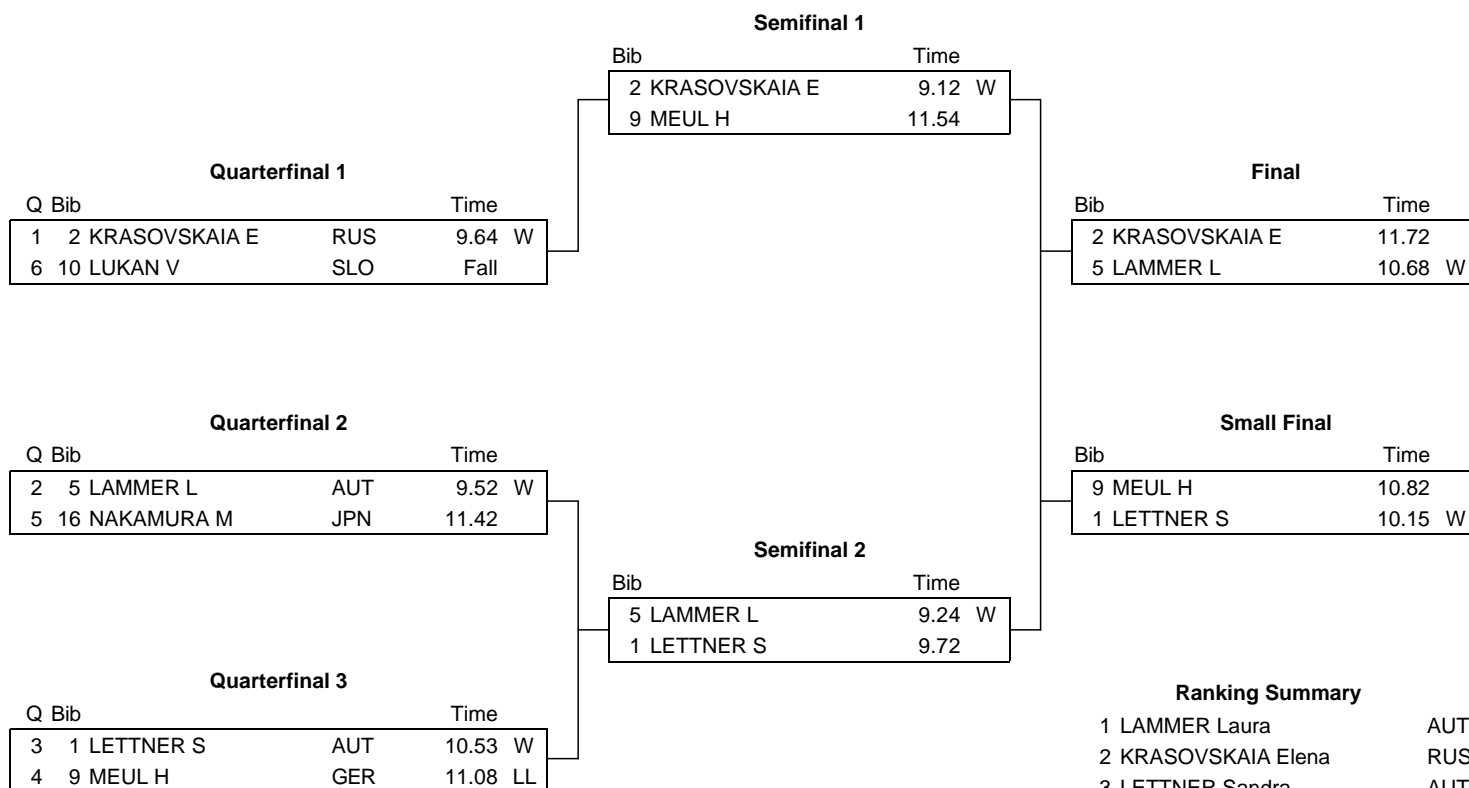 Semifinal 1
Bib Time
2 KRASOVSKAIA E 9.12 W
9 MEUL H 11.54
Quarterfinal 1
Q Bib Time
1 2 KRASOVSKAIA E RUS 9.64 W
6 10 LUKAN V SLO Fall
Final
Bib Time
2 KRASOVSKAIA E 11.72
5 LAMMER L 10.68 W
Quarterfinal 2
Q Bib Time
2 5 LAMMER L AUT 9.52 W
5 16 NAKAMURA M JPN 11.42
Small Final
Bib Time
9 MEUL H 10.82
1 LETTNER S 10.15 W
Semifinal 2
Bib Time
5 LAMMER L 9.24 W
1 LETTNER S 9.72
Quarterfinal 3
Q Bib Time
3 1 LETTNER S AUT 10.53 W
4 9 MEUL H GER 11.08 LL
Ranking Summary
1 LAMMER Laura AUT
2 KRASOVSKAIA Elena RUS
3 LETTNER Sandra AUT